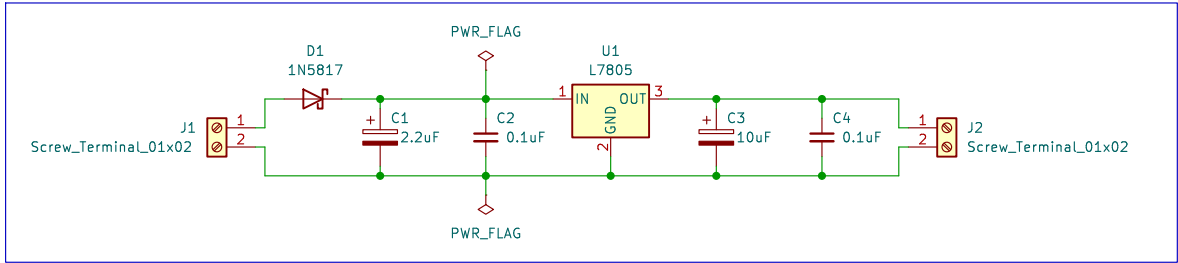 PWR_FLAG
D1
1N5817
U1
L7805
1
IN
OUT
3
GND
2
J1
Screw_Terminal_01x02
1
2
+
C1
2.2uF
C2
0.1uF
+
C3
10uF
C4
0.1uF
1
2
J2
Screw_Terminal_01x02
PWR_FLAG